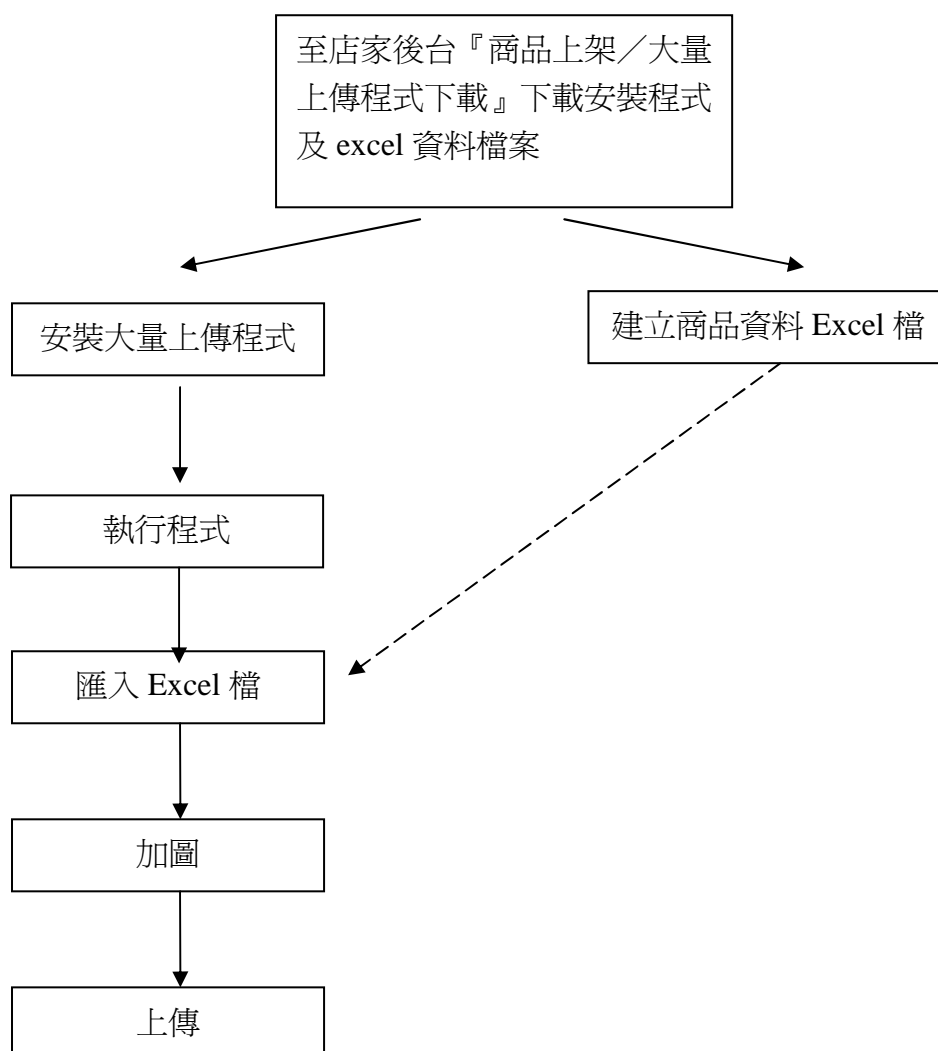 至店家後台『商品上架／大量
上傳程式下載』下載安裝程式
及 excel 資料檔案
安裝大量上傳程式
建立商品資料 Excel 檔
執行程式
匯入 Excel 檔
加圖
上傳